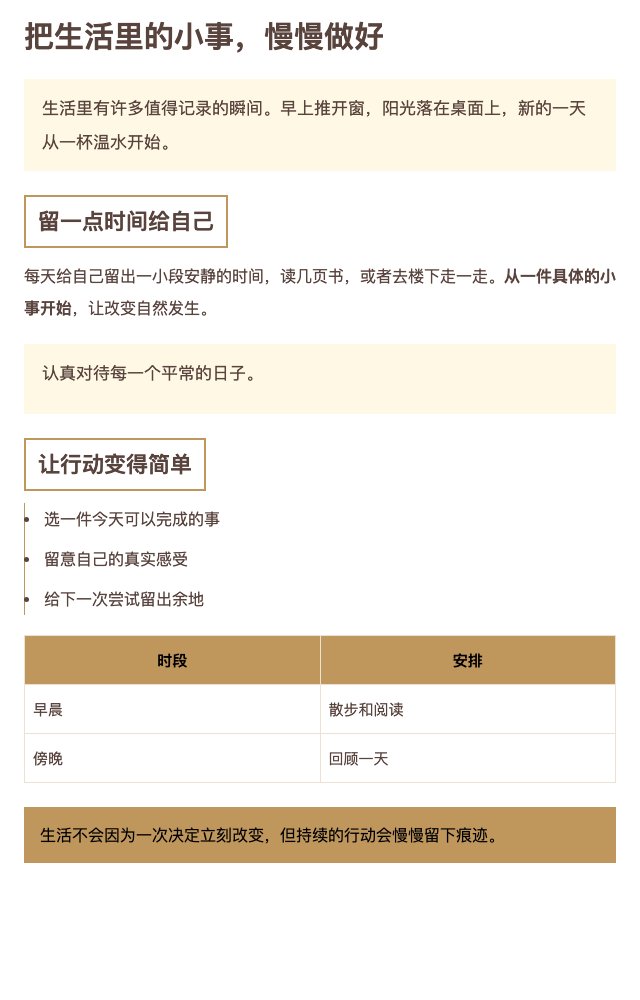 把生活里的小事，慢慢做好
生活里有许多值得记录的瞬间。早上推开窗，阳光落在桌面上，新的一天
从一杯温水开始。
留一点时间给自己
每天给自己留出一小段安静的时间，读几页书，或者去楼下走一走。从一件具体的小
事开始，让改变自然发生。
认真对待每一个平常的日子。
让行动变得简单
选一件今天可以完成的事
留意自己的真实感受
给下一次尝试留出余地
时段 安排
早晨 散步和阅读
傍晚 回顾一天
生活不会因为一次决定立刻改变，但持续的行动会慢慢留下痕迹。